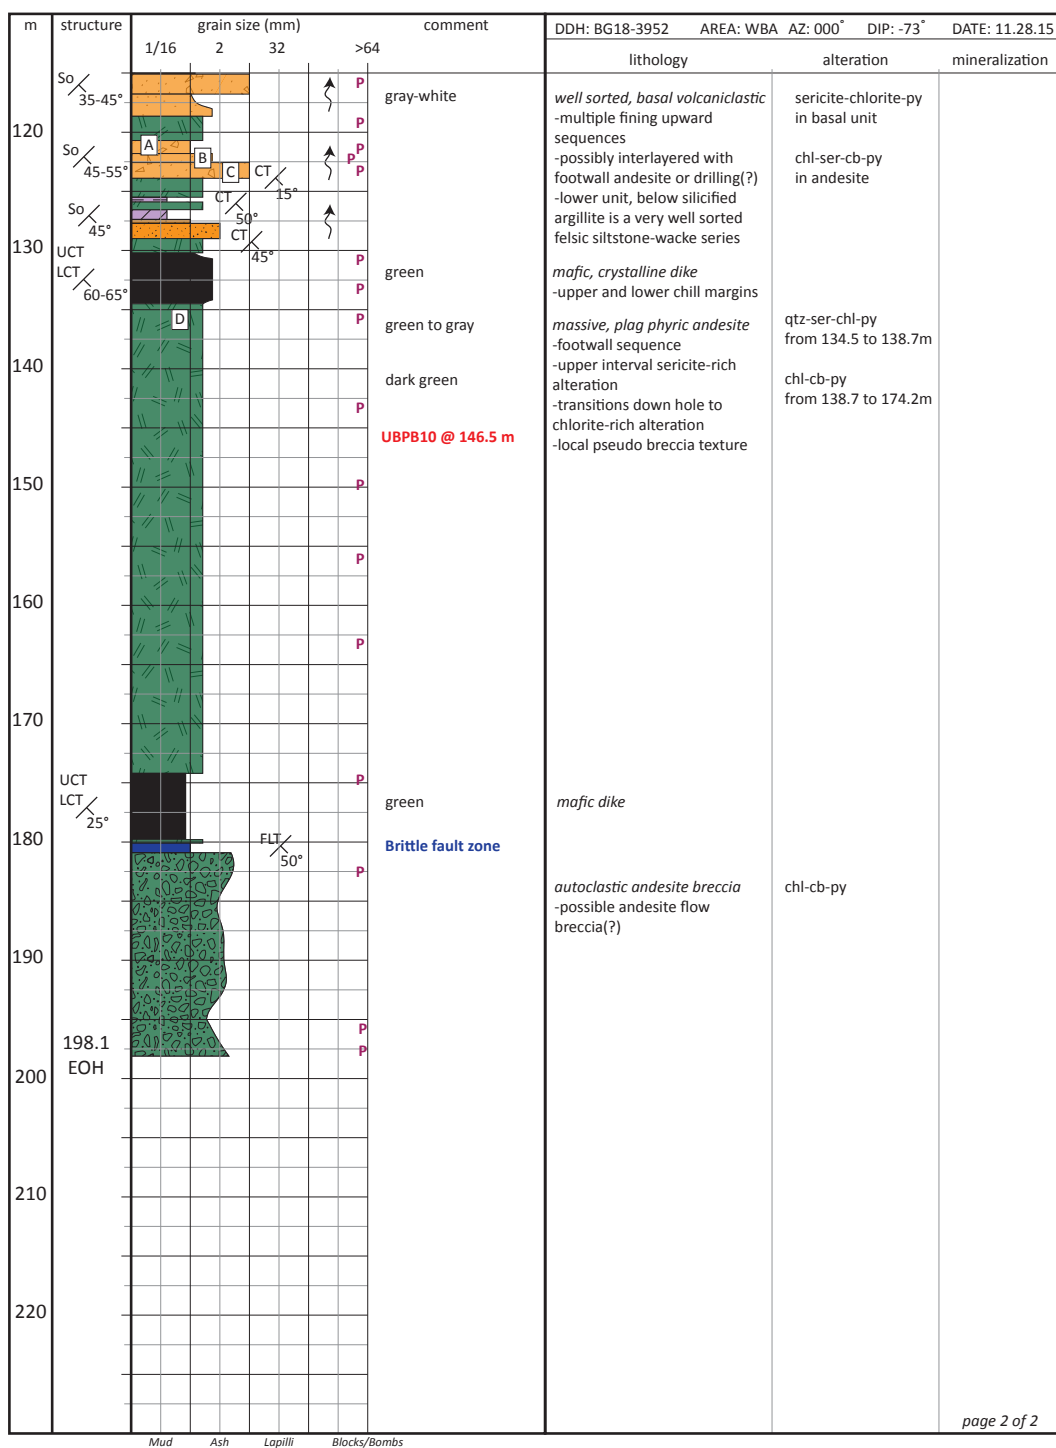 m structure grain size (mm) comment DDH: BG18-3952 AREA: WBA AZ: 000° DIP: -73° DATE: 11.28.15
1/16 2 32 >64
lithology alteration mineralization
So
35-45°
P
gray-white
well sorted, basal volcaniclastic
-multiple fining upward
sequences
-possibly interlayered with
footwall andesite or drilling(?)
-lower unit, below silicified
argillite is a very well sorted
felsic siltstone-wacke series
sericite-chlorite-py
in basal unit
chl-ser-cb-py
in andesite
120
P
A
P
So
45-55°
B
P
C
CT
15°
P
CT
50°
So
45°
CT
45°
130
UCT
LCT
60-65°
P
green
P
mafic, crystalline dike
-upper and lower chill margins
D
P
green to gray
massive, plag phyric andesite
-footwall sequence
-upper interval sericite-rich
alteration
-transitions down hole to
chlorite-rich alteration
-local pseudo breccia texture
qtz-ser-chl-py
from 134.5 to 138.7m
chl-cb-py
from 138.7 to 174.2m
140
dark green
P
UBPB10 @ 146.5 m
150
P
P
160
P
170
UCT
LCT
25°
P
green
mafic dike
180
FLT
50°
Brittle fault zone
P
autoclastic andesite breccia
-possible andesite flow
breccia(?)
chl-cb-py
190
P
P
198.1
EOH
200
210
220
page 2 of 2
Mud Ash Lapilli Blocks/Bombs